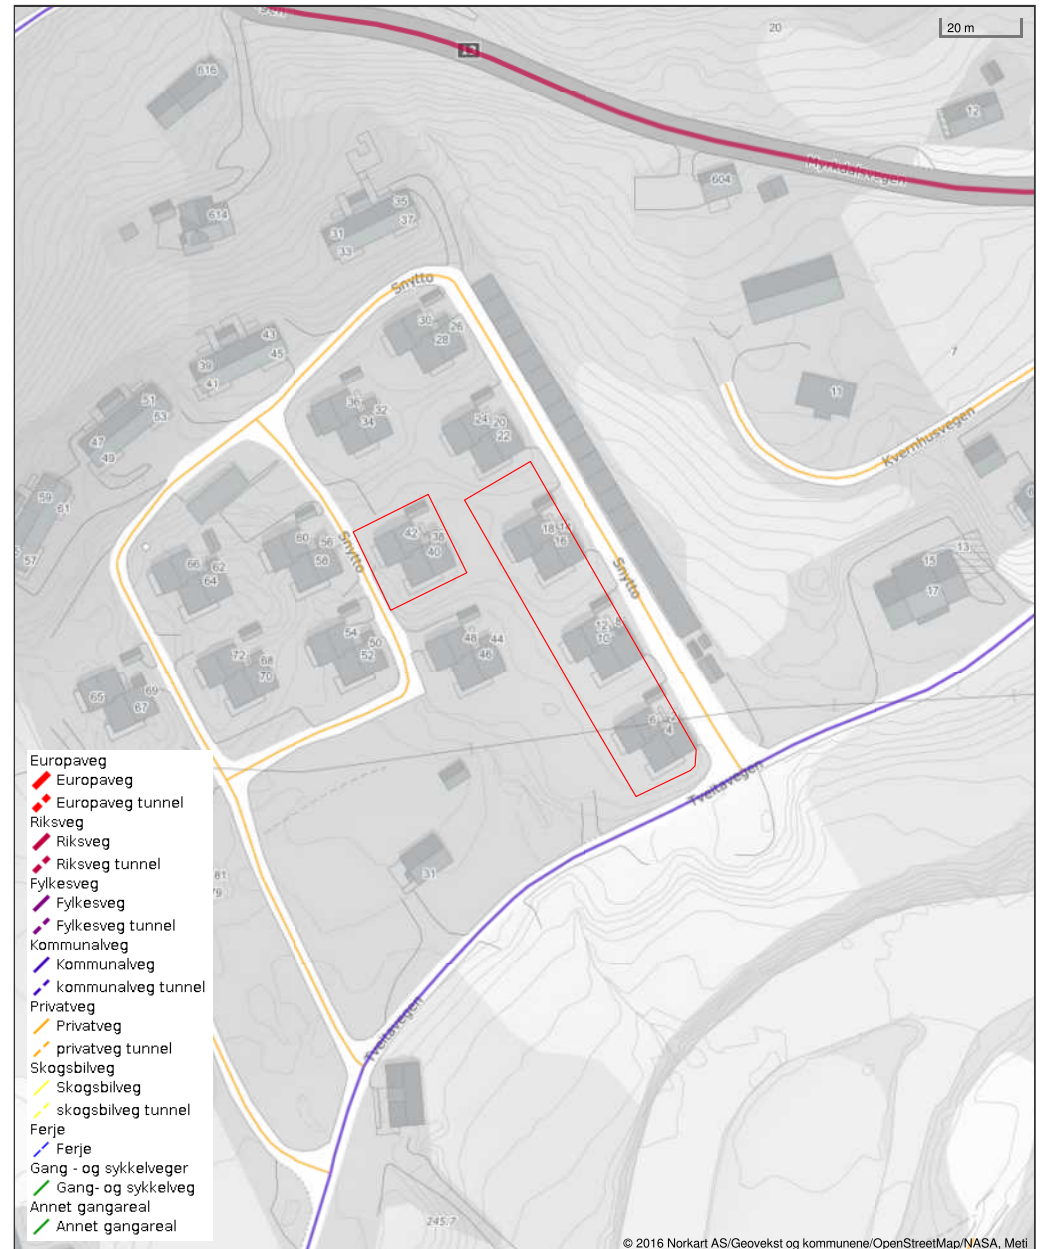 20
20 m
616
12
Myrkdalsvegen
604
35
614
37
31
33
Snytto
30
26
28
43
45
39
41
7
36
32
34
11
51
53
24
20
22
47
49
Kvernhusvegen
59
61
57
42
38
40
18
14
16
60
56
58
Snytto
Snytto
66
62
64
13
15
17
54
50
52
48
44
46
12
10
72
68
70
65
69
67
6
4
Tveitavegen
31
81
79
Tveitavegen
245.7
Europaveg
Europaveg
Europaveg tunnel
Riksveg
Riksveg
Riksveg tunnel
Fylkesveg
Fylkesveg
Fylkesveg tunnel
Kommunalveg
Kommunalveg
kommunalveg tunnel
Privatveg
Privatveg
privatveg tunnel
Skogsbilveg
Skogsbilveg
skogsbilveg tunnel
Ferje
Ferje
Gang - og sykkelveger
Gang- og sykkelveg
Annet gangareal
Annet gangareal
© 2016 Norkart AS/Geovekst og kommunene/OpenStreetMap/NASA, Meti